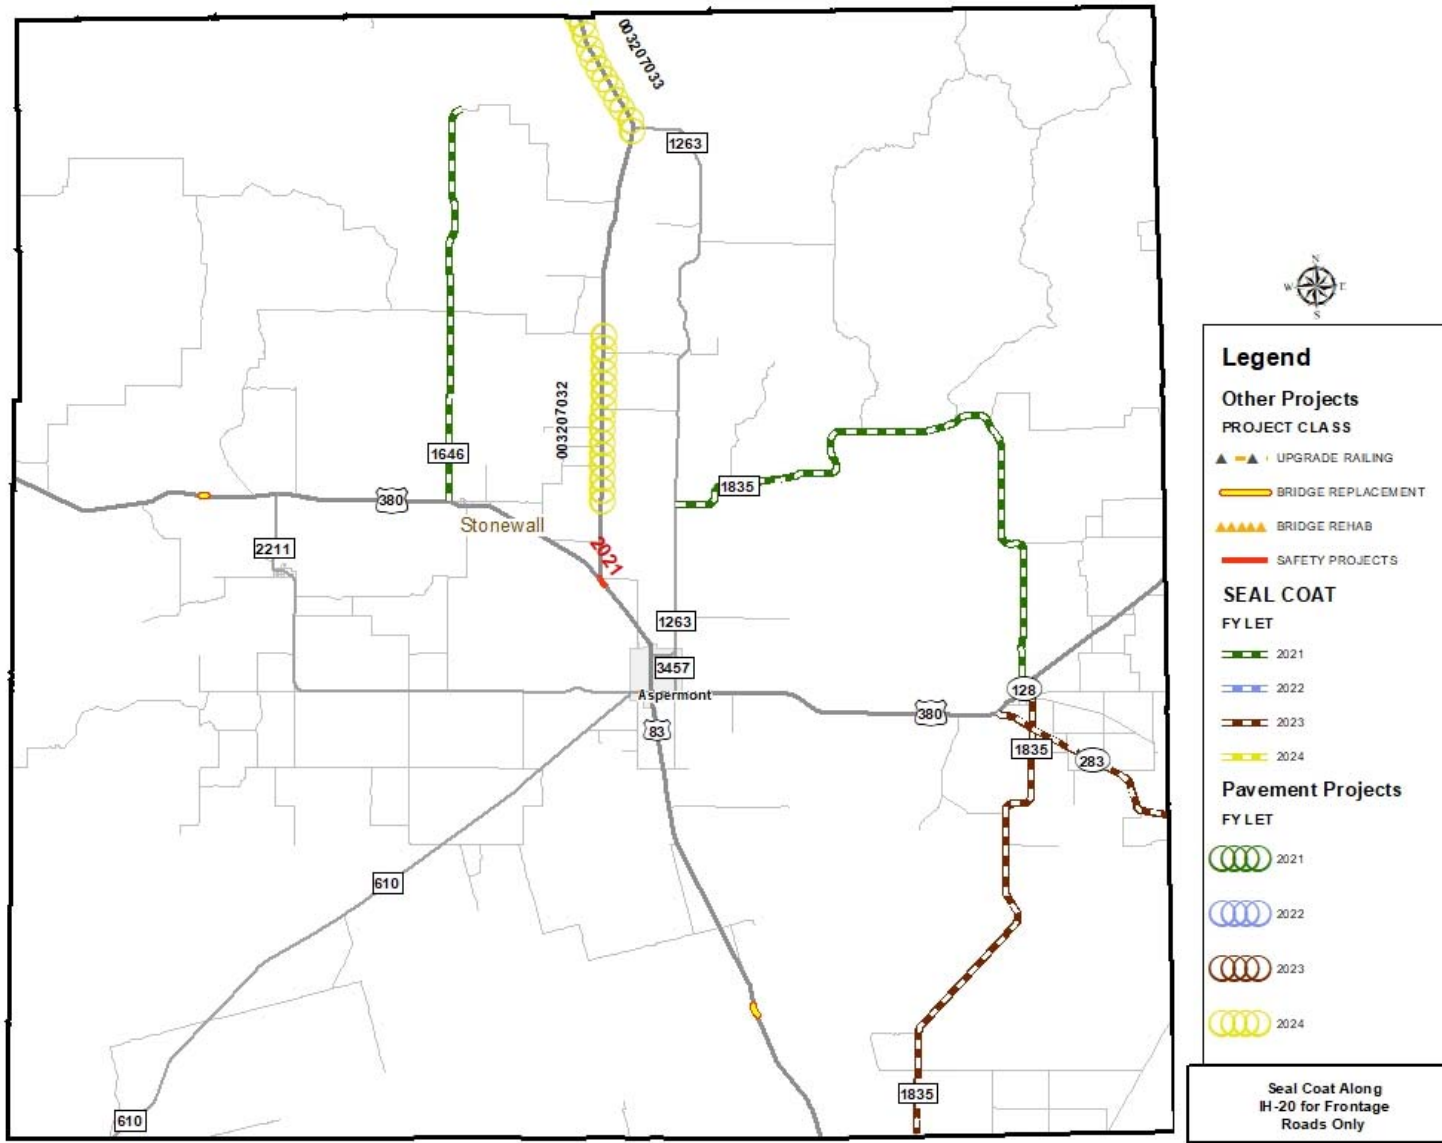 003207033
1263
N
W E
S
Legend
Other Projects
PROJECT CLASS
UPGRADE RAILING
BRIDGE REPLACEMENT
BRIDGE REHAB
SAFETY PROJECTS
SEAL COAT
FY LET
2021
2022
2023
2024
Pavement Projects
FY LET
2021
2022
2023
2024
Seal Coat Along
IH-20 for Frontage
Roads Only
003207032
1646
1835
380
Stonewall
2211
2021
1263
3457
Aspermont
128
380
83
1835
283
610
1835
610